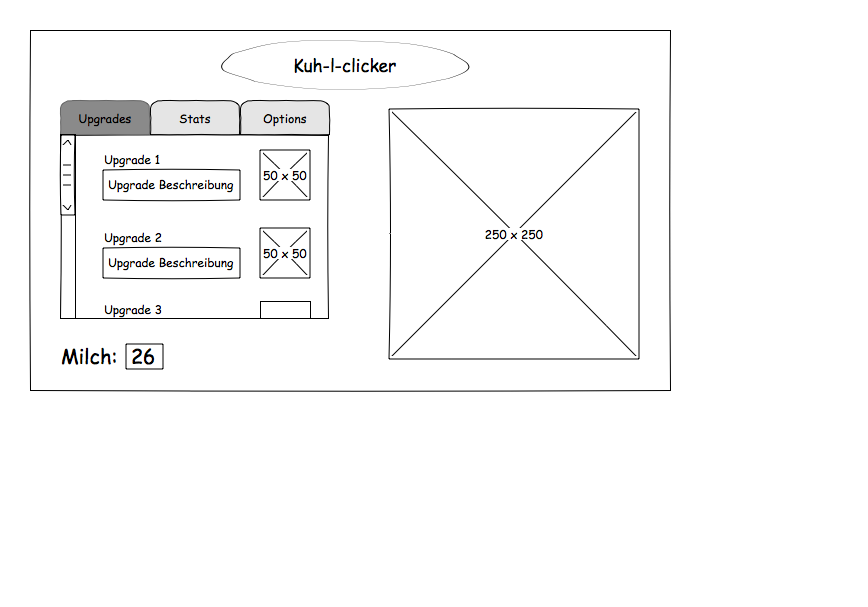 Kuh-l-clicker
Upgrades
Stats
Options
Upgrade 1
Upgrade Beschreibung
50 x 50
Upgrade 2
Upgrade Beschreibung
50 x 50
Upgrade 3
250 x 250
Milch: 26